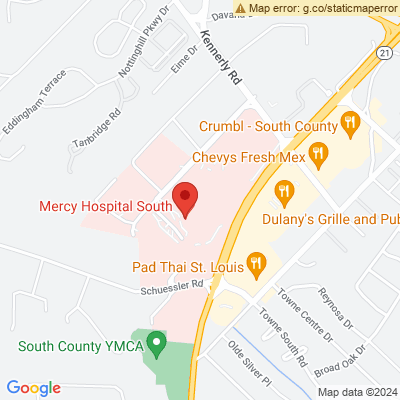 Map error: g.co/staticmaperror
Nottinghill Pkwy Dr
Eime Dr
Kennerly Rd
21
Eddingham Terrace
Tanbridge Rd
Crumbl - South County
Chevys Fresh Mex
Mercy Hospital South
Dulany's Grille and Pub
Pad Thai St. Louis
Schuessler Rd
Reynosa Dr
Towne Centre Dr
Towne South Rd
South County YMCA
Olde Silver Pl
Broad Oak Dr
Google
Map data ©2024